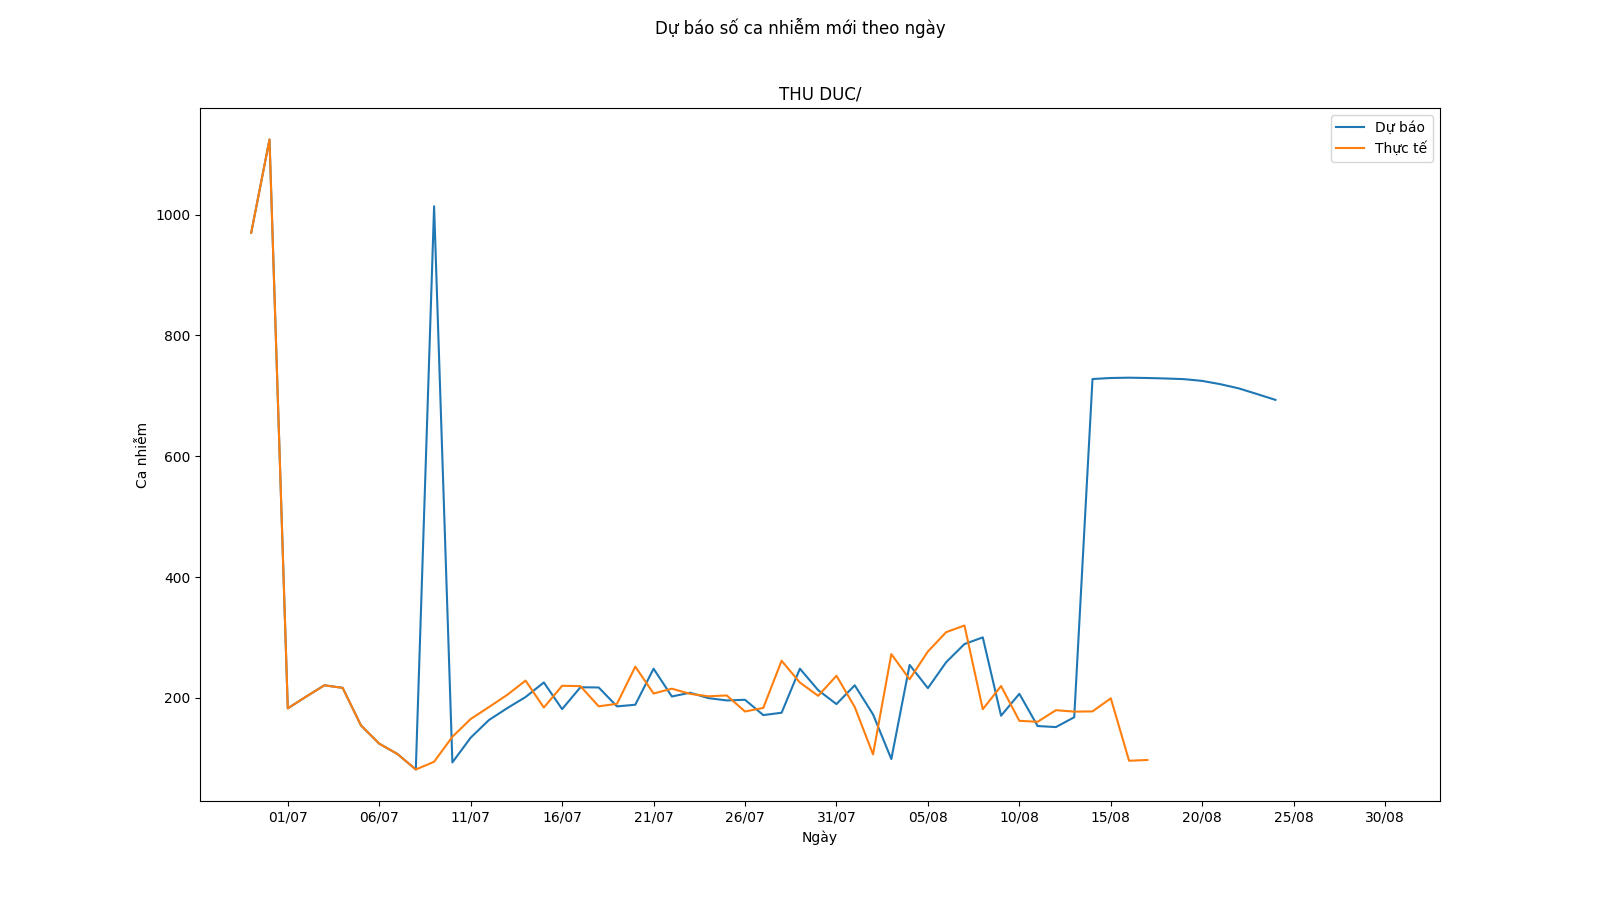 Dự báo số ca nhiễm mới theo ngày
THU DUC/
Dự báo
Thực tế
1000
800
600
400
200
Ca nhiễm
01/07 06/07 11/07 16/07 21/07 26/07 31/07 05/08 10/08 15/08 20/08 25/08 30/08
Ngày